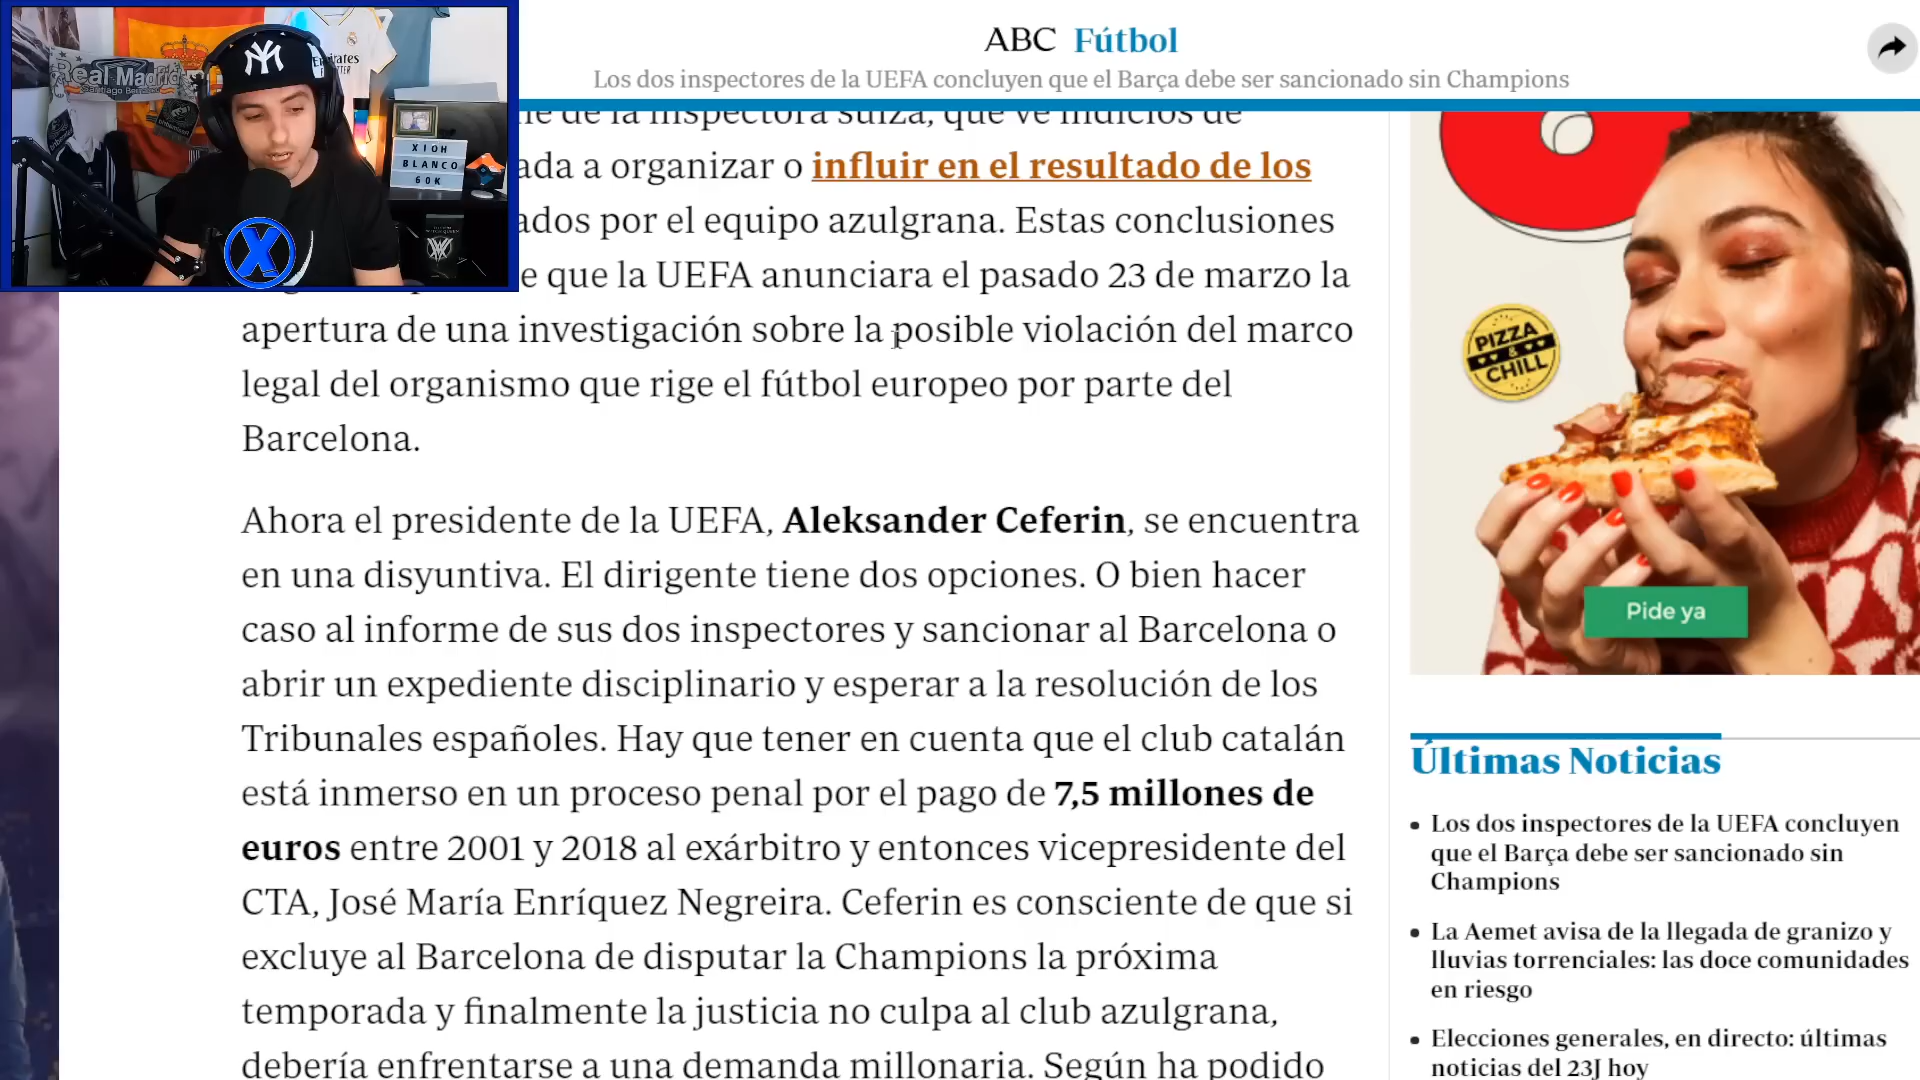 ABC Fútbol
Los dos inspectores de la UEFA concluyen que el Barça debe ser sancionado sin Champions
Real Madrid
Santiago
XIOH
BLANCO
60K
X
de la inspectora suiza, que ve indicios de
ada a organizar o influir en el resultado de los
ados por el equipo azulgrana. Estas conclusiones
e que la UEFA anunciara el pasado 23 de marzo la
apertura de una investigación sobre la posible violación del marco
legal del organismo que rige el fútbol europeo por parte del
Barcelona.
Ahora el presidente de la UEFA, Aleksander Ceferin, se encuentra
en una disyuntiva. El dirigente tiene dos opciones. O bien hacer
caso al informe de sus dos inspectores y sancionar al Barcelona o
abrir un expediente disciplinario y esperar a la resolución de los
Tribunales españoles. Hay que tener en cuenta que el club catalán
está inmerso en un proceso penal por el pago de 7,5 millones de
euros entre 2001 y 2018 al exárbitro y entonces vicepresidente del
CTA, José María Enríquez Negreira. Ceferin es consciente de que si
excluye al Barcelona de disputar la Champions la próxima
temporada y finalmente la justicia no culpa al club azulgrana,
debería enfrentarse a una demanda millonaria. Según ha podido
PIZZA
&
CHILL
Pide ya
Últimas Noticias
Los dos inspectores de la UEFA concluyen
que el Barça debe ser sancionado sin
Champions
La Aemet avisa de la llegada de granizo y
lluvias torrenciales: las doce comunidades
en riesgo
Elecciones generales, en directo: últimas
noticias del 23J hoy